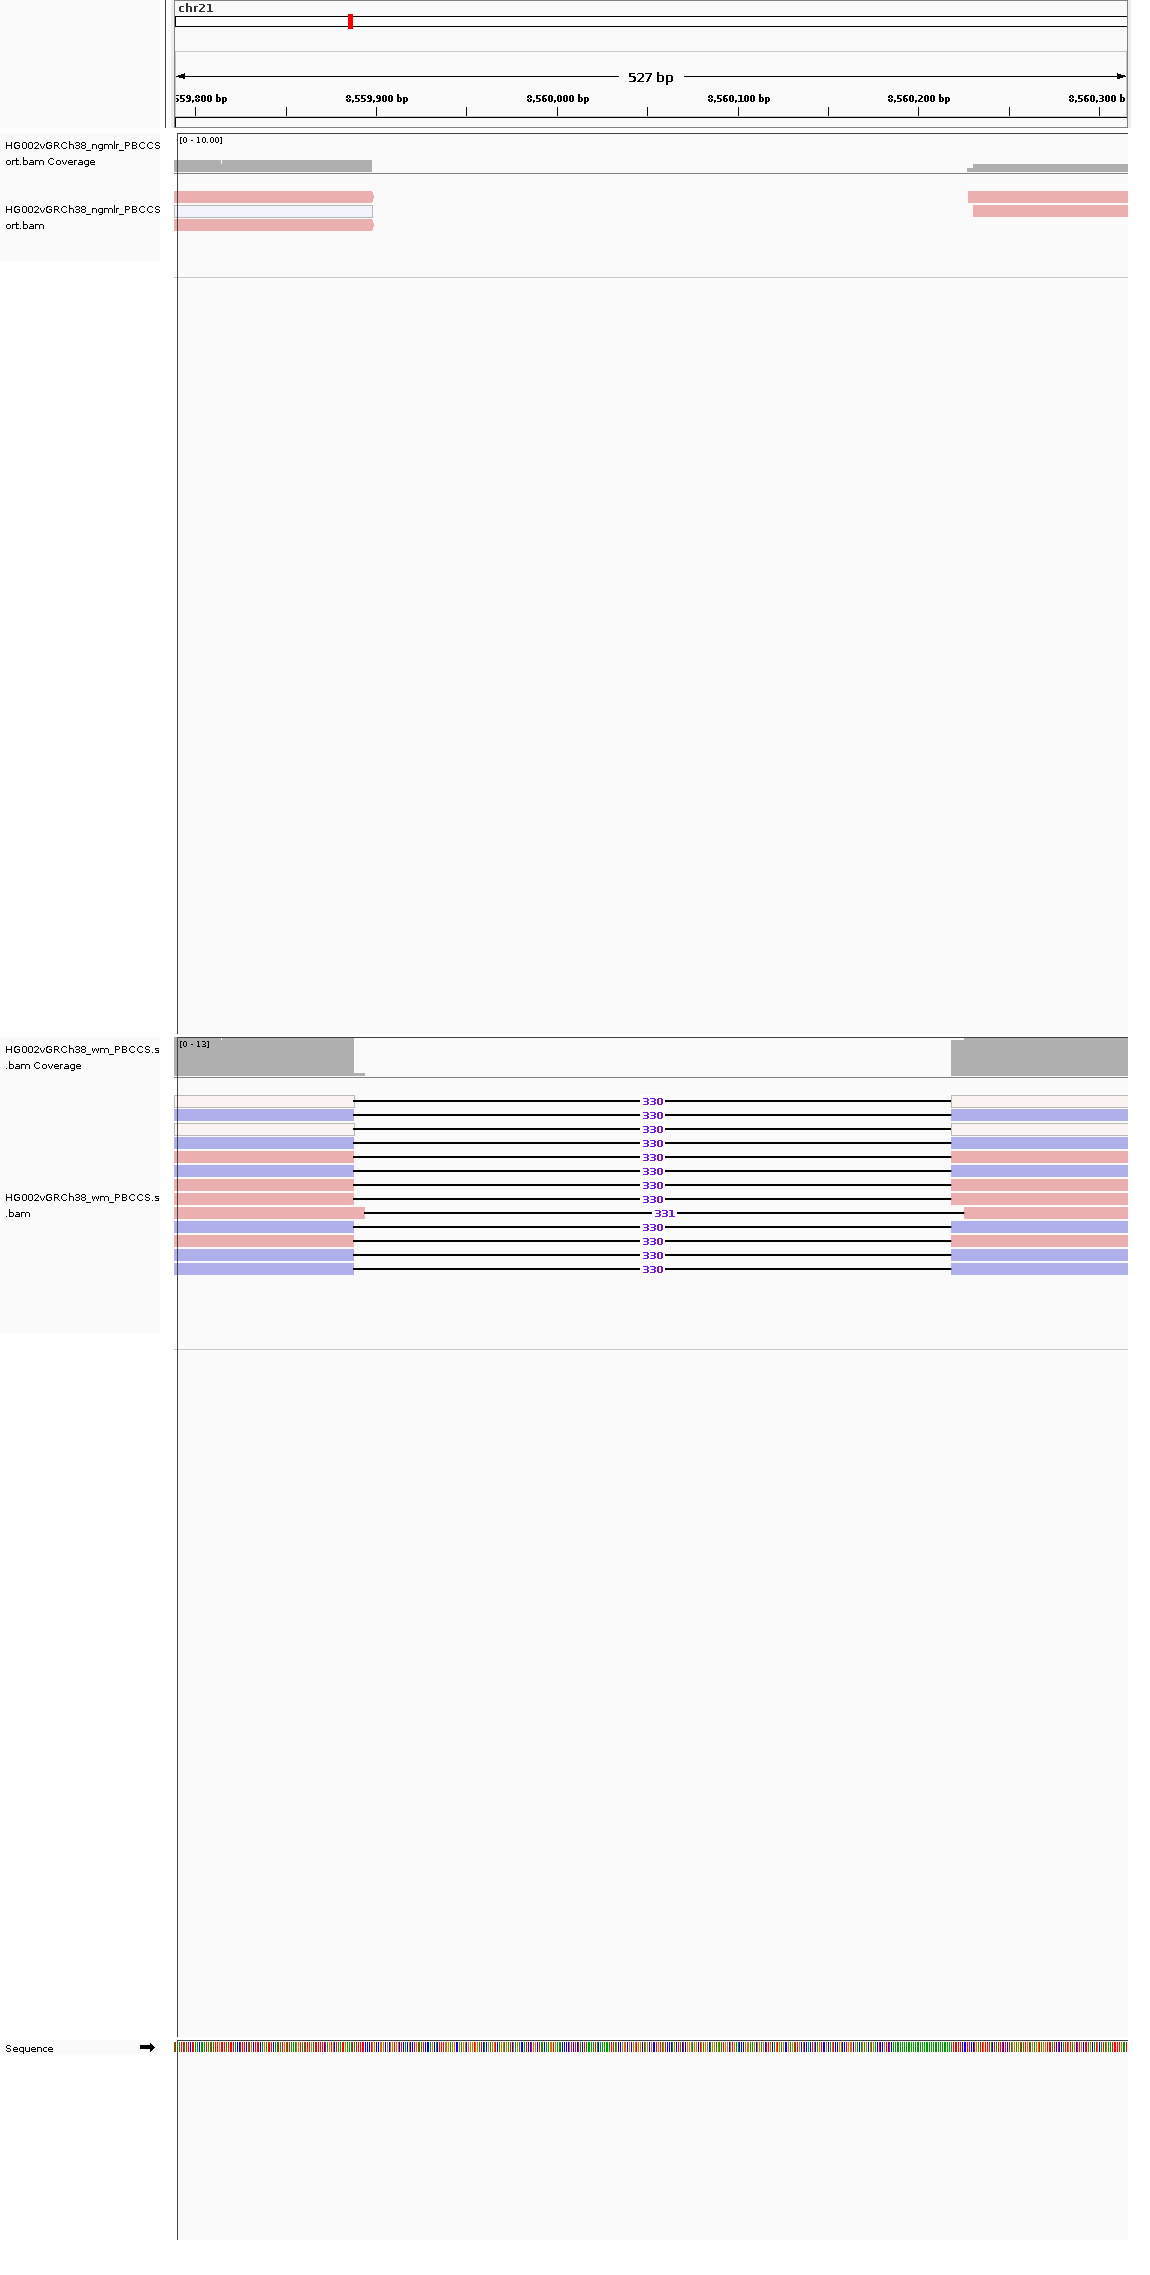 chr21
527 bp
559,800 bp 8,559,900 bp 8,560,000 bp 8,560,100 bp 8,560,200 bp 8,560,300 b
HG002vGRCh38_ngmlr_PBCCS
ort.bam Coverage
[0 - 10.00]
HG002vGRCh38_ngmlr_PBCCS
ort.bam
HG002vGRCh38_wm_PBCCS.s
.bam Coverage
[0 - 13]
330
330
330
330
330
330
330
330
HG002vGRCh38_wm_PBCCS.s
.bam
331
330
330
330
330
Sequence